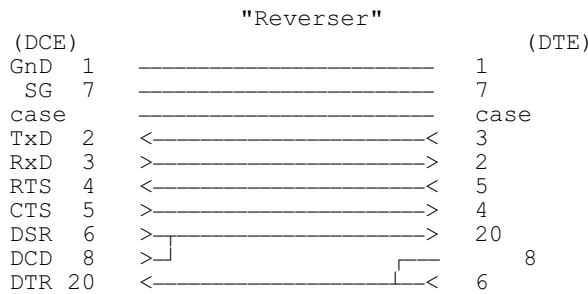 "Reverser"
(DCE) (DTE)
GnD 1 ———————————————————————— 1
SG 7 ———————————————————————— 7
case ———————————————————————— case
TxD 2 <———————————————————————< 3
RxD 3 >———————————————————————> 2
RTS 4 <———————————————————————< 5
CTS 5 >———————————————————————> 4
DSR 6 >—┬—————————————————————> 20
DCD 8 >—┘ ┌——— 8
DTR 20 <————————————————————┴——< 6